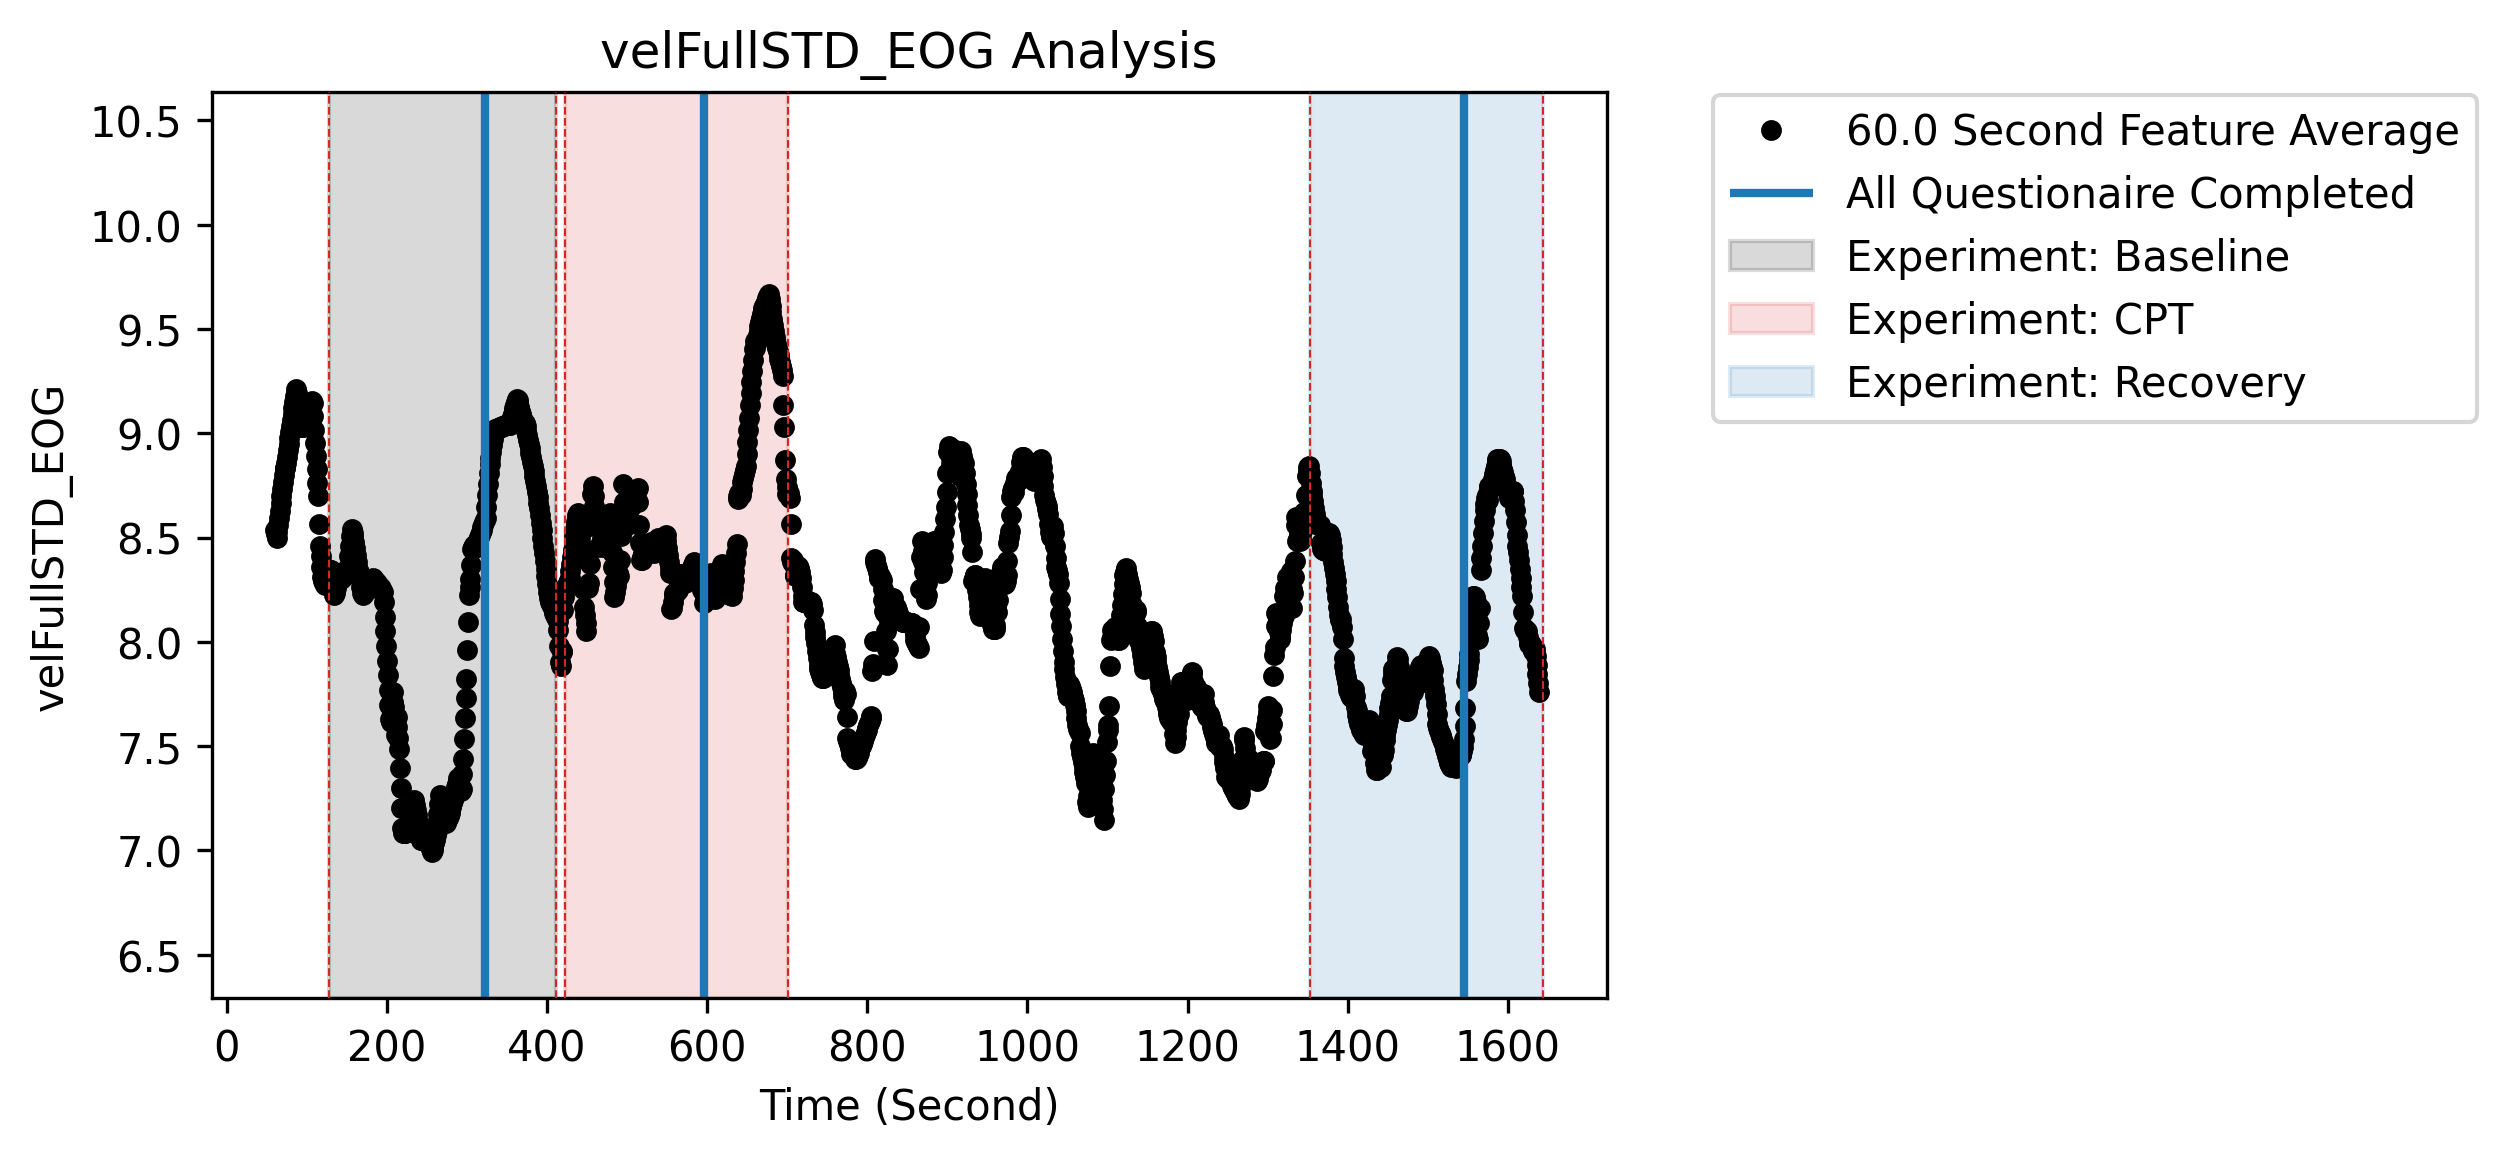 velFullSTD_EOG Analysis
10.5
10.0
9.5
9.0
8.5
8.0
7.5
7.0
6.5
velFullSTD_EOG
0 200 400 600 800 1000 1200 1400 1600
Time (Second)
60.0 Second Feature Average
All Questionaire Completed
Experiment: Baseline
Experiment: CPT
Experiment: Recovery